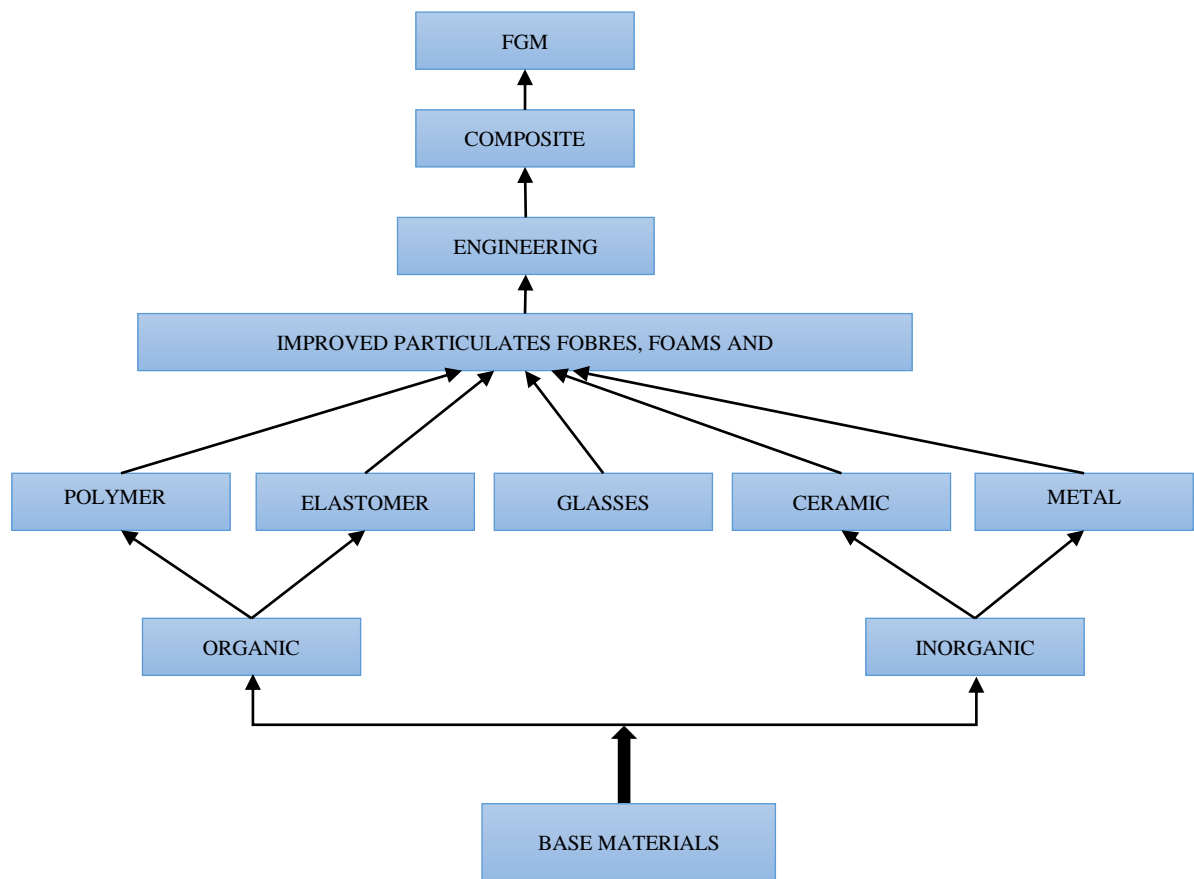 FGM
COMPOSITE
ENGINEERING
IMPROVED PARTICULATES FOBRES, FOAMS AND
POLYMER
ELASTOMER
GLASSES
CERAMIC
METAL
ORGANIC
INORGANIC
BASE MATERIALS